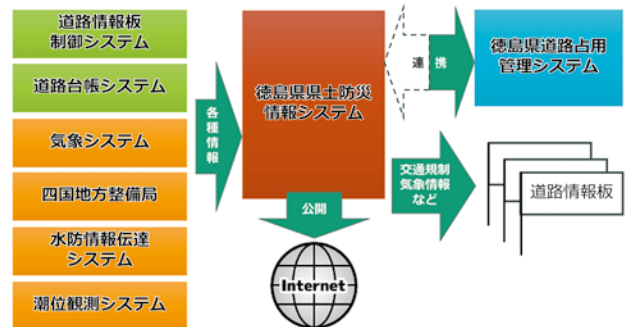 道路情報板
制御システム
道路台帳システム
気象システム
四国地方整備局
水防情報伝達
システム
潮位観測システム
各種情報
徳島県県土防災
情報システム
公開
Internet
連 携
徳島県道路占用
管理システム
交通規制
気象情報
など
道路情報板